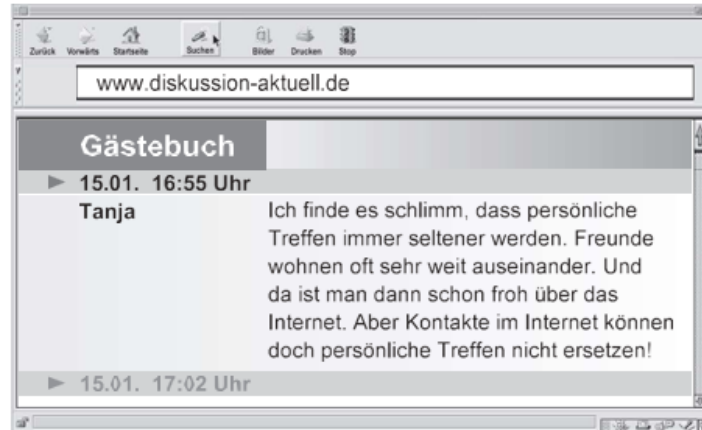 Zurück Vorwärts Startseite Suchen Bilder Drucken Stop
www.diskussion-aktuell.de
Gästebuch
15.01. 16:55 Uhr
Tanja
Ich finde es schlimm, dass persönliche
Treffen immer seltener werden. Freunde
wohnen oft sehr weit auseinander. Und
da ist man dann schon froh über das
Internet. Aber Kontakte im Internet können
doch persönliche Treffen nicht ersetzen!
15.01. 17:02 Uhr